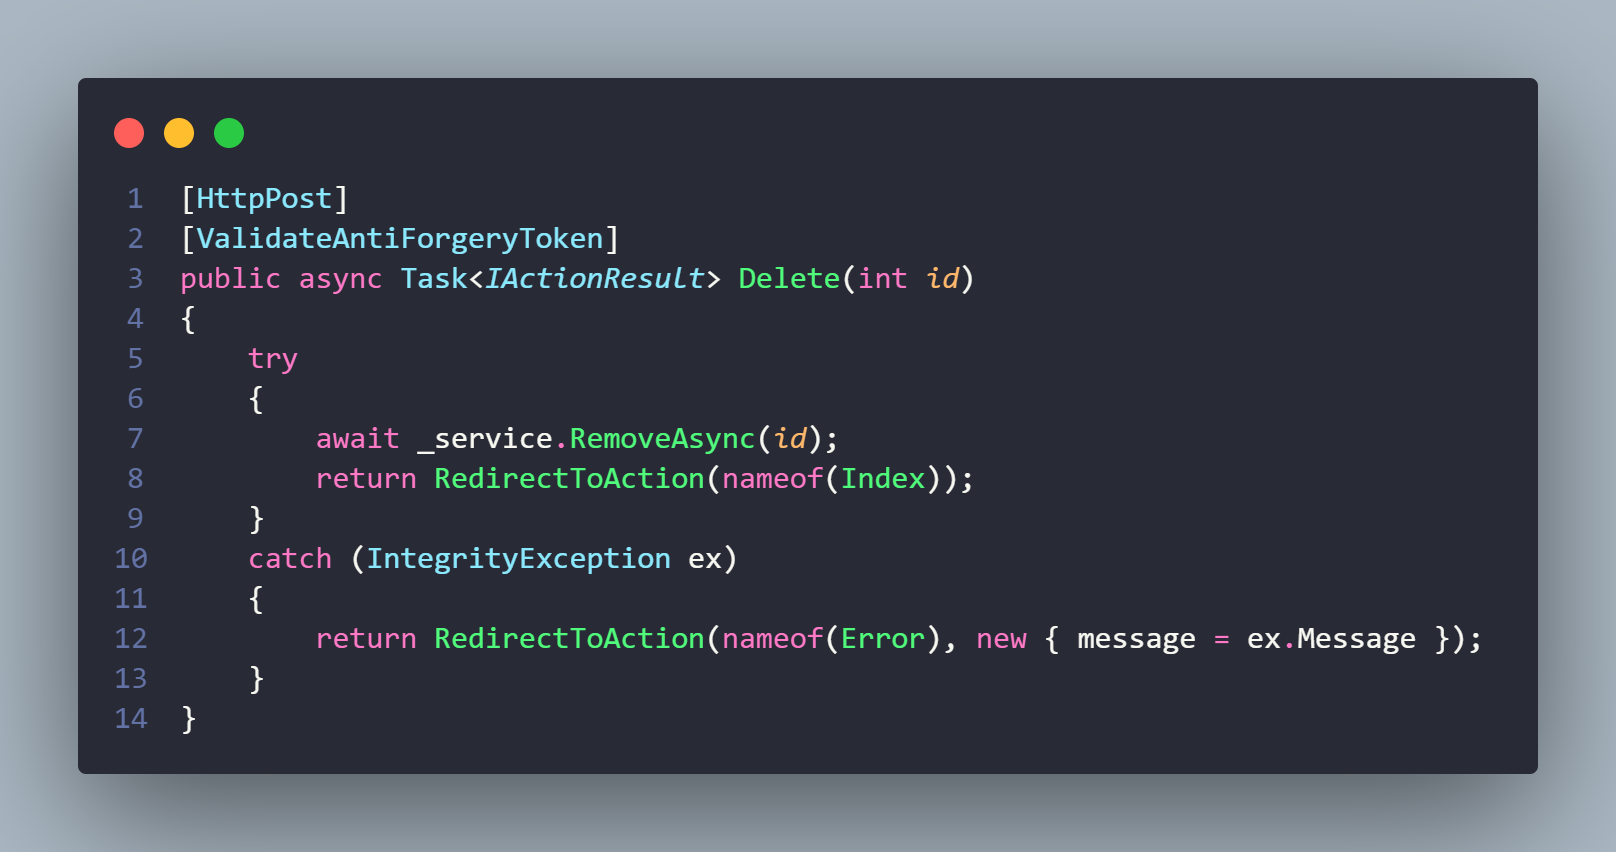 1 [HttpPost]
2 [ValidateAntiForgeryToken]
3 public async Task<IActionResult> Delete(int id)
4 {
5     try
6     {
7         await _service.RemoveAsync(id);
8         return RedirectToAction(nameof(Index));
9     }
10     catch (IntegrityException ex)
11     {
12         return RedirectToAction(nameof(Error), new { message = ex.Message });
13     }
14 }